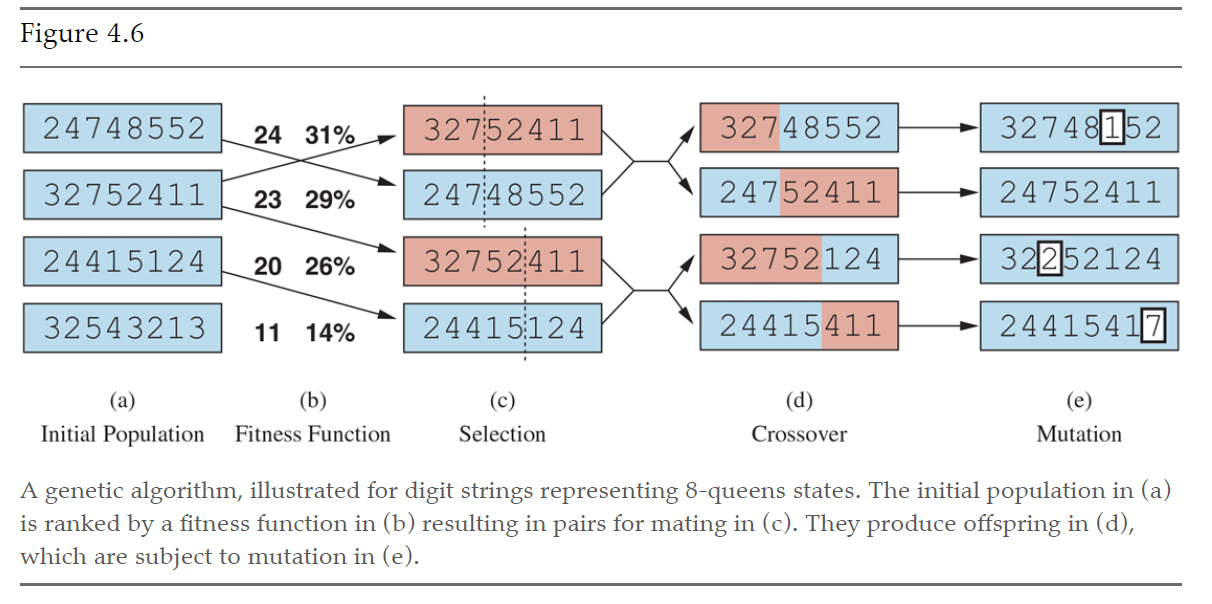 Figure 4.6
24748552 24 31% 32752411 32748552 32748152
32752411 23 29% 24748552 24752411 24752411
24415124 20 26% 32752411 32752124 32252124
32543213 11 14% 24415124 24415411 24415417
(a) (b) (c) (d) (e)
Initial Population Fitness Function Selection Crossover Mutation
A genetic algorithm, illustrated for digit strings representing 8-queens states. The initial population in (a)
is ranked by a fitness function in (b) resulting in pairs for mating in (c). They produce offspring in (d),
which are subject to mutation in (e).